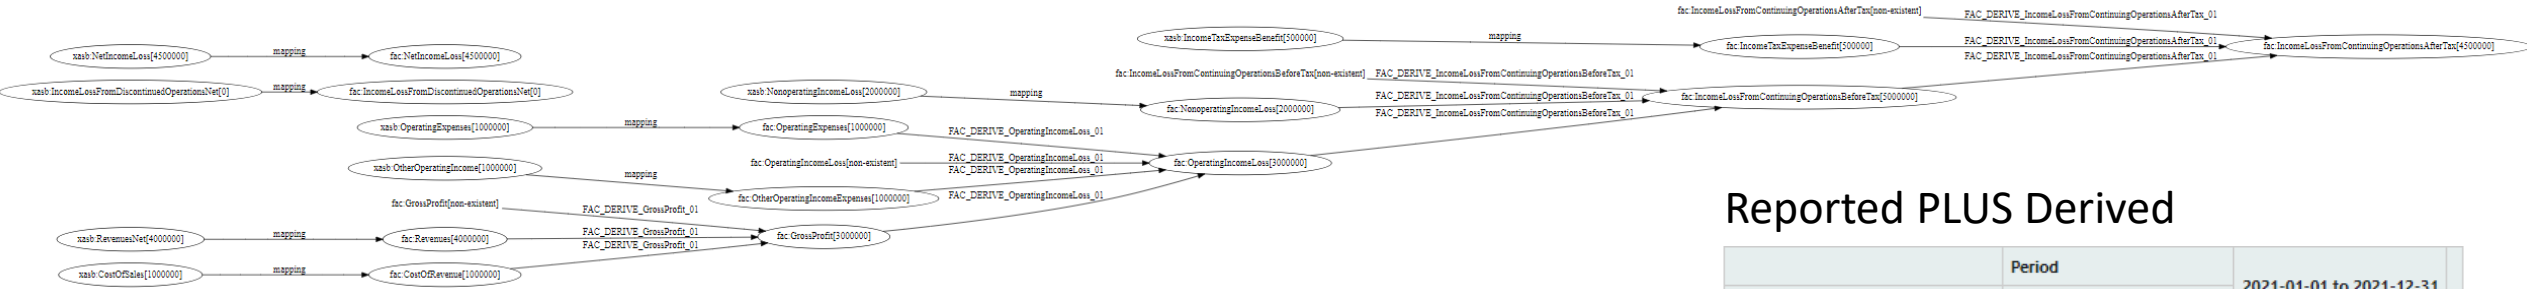 fac:IncomeLossFromContinuingOperationsAfterTax[non-existent]
FAC_DERIVE_IncomeLossFromContinuingOperationsAfterTax_01
xasb:IncomeTaxExpenseBenefit[500000]
mapping
fac:IncomeTaxExpenseBenefit[500000]
FAC_DERIVE_IncomeLossFromContinuingOperationsAfterTax_01
fac:IncomeLossFromContinuingOperationsAfterTax[4500000]
FAC_DERIVE_IncomeLossFromContinuingOperationsAfterTax_01
xasb:NetIncomeLoss[4500000]
mapping
fac:NetIncomeLoss[4500000]
fac:IncomeLossFromContinuingOperationsBeforeTax[non-existent]
FAC_DERIVE_IncomeLossFromContinuingOperationsBeforeTax_01
xasb:IncomeLossFromDiscontinuedOperationsNet[0]
mapping
fac:IncomeLossFromDiscontinuedOperationsNet[0]
xasb:NonoperatingIncomeLoss[2000000]
mapping
fac:NonoperatingIncomeLoss[2000000]
FAC_DERIVE_IncomeLossFromContinuingOperationsBeforeTax_01
fac:IncomeLossFromContinuingOperationsBeforeTax[5000000]
FAC_DERIVE_IncomeLossFromContinuingOperationsBeforeTax_01
xasb:OperatingExpenses[1000000]
mapping
fac:OperatingExpenses[1000000]
FAC_DERIVE_OperatingIncomeLoss_01
fac:OperatingIncomeLoss[non-existent]
FAC_DERIVE_OperatingIncomeLoss_01
fac:OperatingIncomeLoss[3000000]
xasb:OtherOperatingIncome[1000000]
mapping
FAC_DERIVE_OperatingIncomeLoss_01
fac:OtherOperatingIncomeExpenses[1000000]
FAC_DERIVE_OperatingIncomeLoss_01
fac:GrossProfit[non-existent]
FAC_DERIVE_GrossProfit_01
xasb:RevenuesNet[4000000]
mapping
fac:Revenues[4000000]
FAC_DERIVE_GrossProfit_01
fac:GrossProfit[3000000]
FAC_DERIVE_GrossProfit_01
xasb:CostOfSales[1000000]
mapping
fac:CostOfRevenue[1000000]
Reported PLUS Derived
Period
2021-01-01 to 2021-12-31